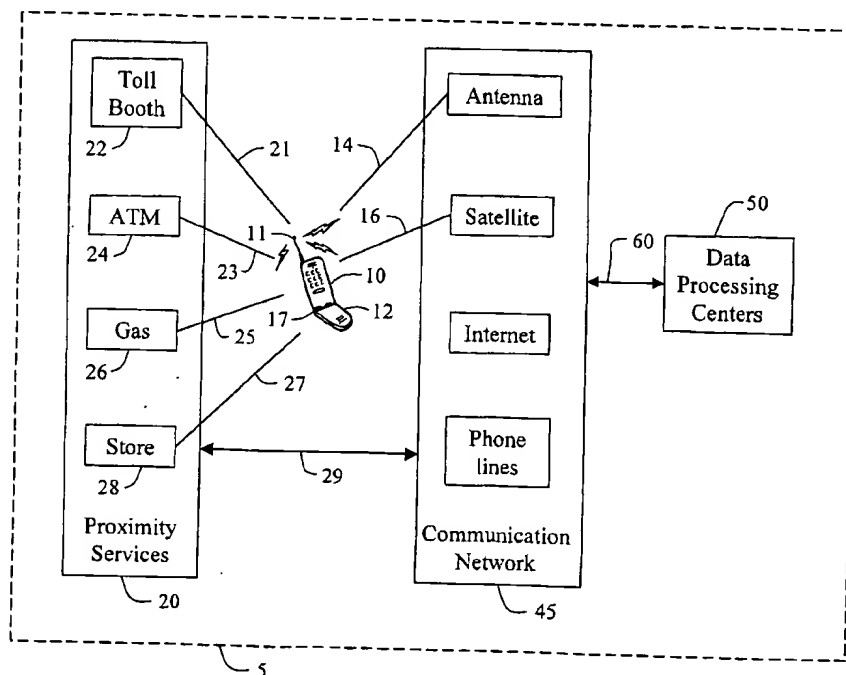 Toll
Booth
22
21
ATM
24
23
11
Gas
26
25
Store
28
27
Proximity
Services
20
14
16
10
12
17
29
Antenna
Satellite
Internet
Phone
lines
Communication
Network
45
60
50
Data
Processing
Centers
5